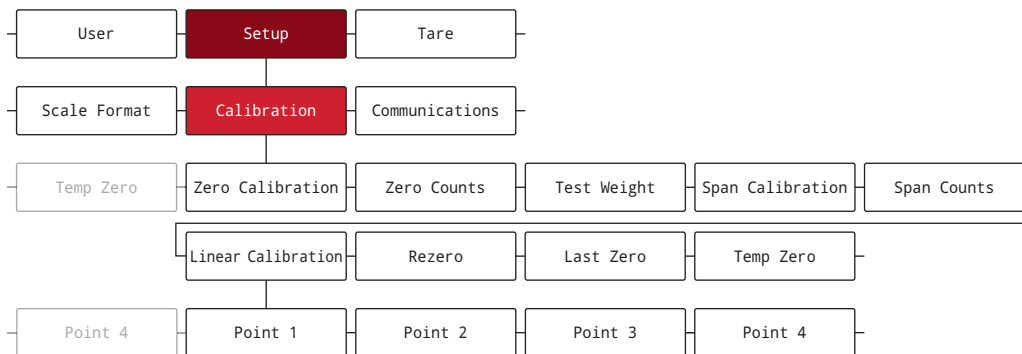 User Setup Tare
Scale Format Calibration Communications
Temp Zero Zero Calibration Zero Counts Test Weight Span Calibration Span Counts
Linear Calibration Rezero Last Zero Temp Zero
Point 4 Point 1 Point 2 Point 3 Point 4